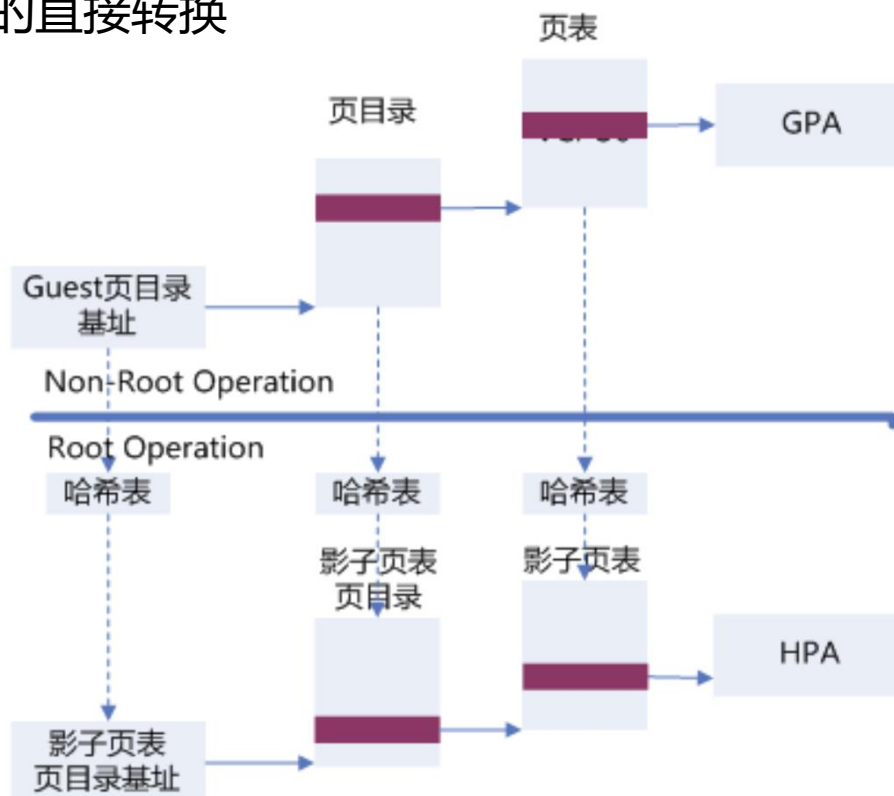 的直接转换
页表
页目录
GPA
Guest页目录
基址
Non-Root Operation
Root Operation
哈希表
哈希表
哈希表
影子页表
页目录
影子页表
HPA
影子页表
页目录基址